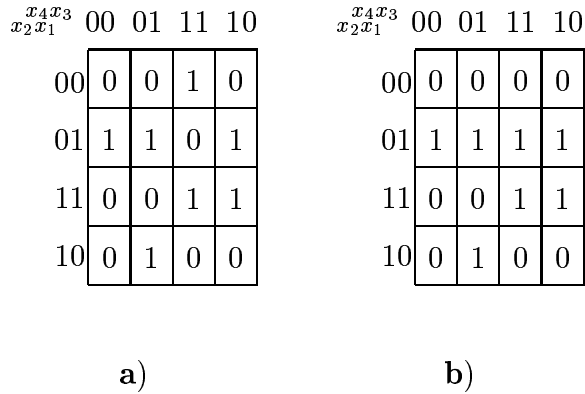 x4x3 00 01 11 10 x4x3 00 01 11 10
x2x1 x2x1
00 0 0 1 0 00 0 0 0 0
01 1 1 0 1 01 1 1 1 1
11 0 0 1 1 11 0 0 1 1
10 0 1 0 0 10 0 1 0 0
a) b)